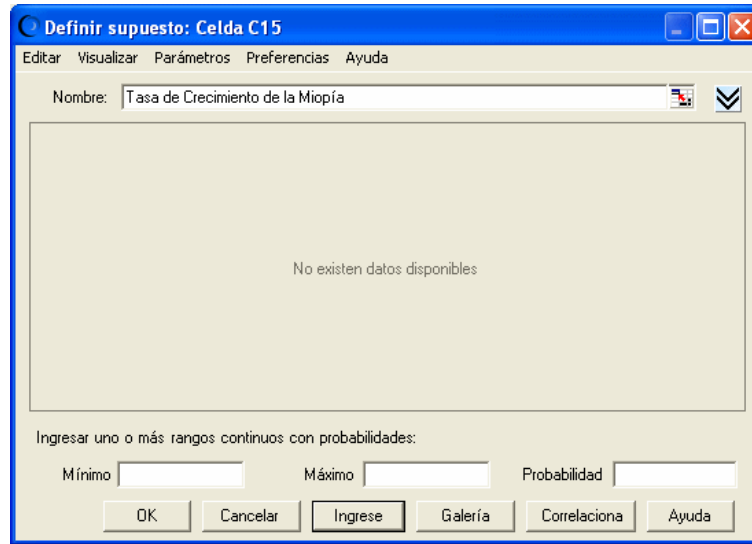 Definir supuesto: Celda C15
Editar Visualizar Parámetros Preferencias Ayuda
Nombre: Tasa de Crecimiento de la Miopía
No existen datos disponibles
Ingresar uno o más rangos continuos con probabilidades:
Mínimo Máximo Probabilidad
OK Cancelar Ingrese Galería Correlaciona Ayuda